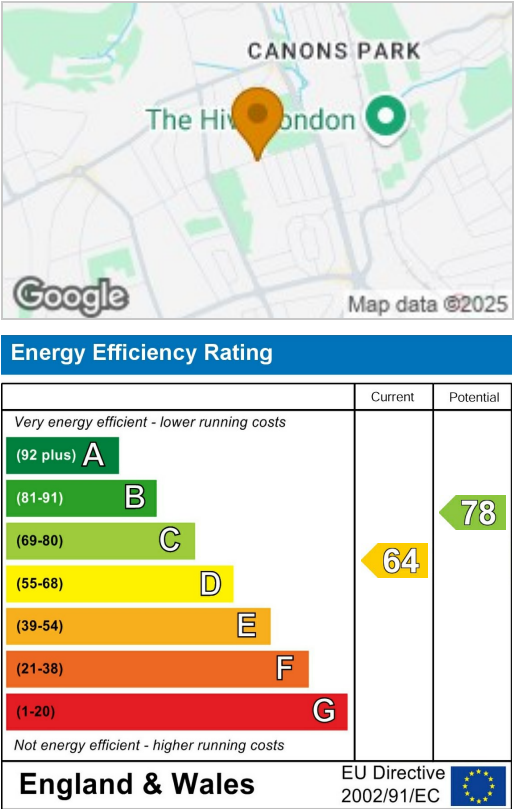 CANONS PARK
The Hiv ondon
Google
Map data ©2025
Energy Efficiency Rating
Current Potential
Very energy efficient - lower running costs
(92 plus) A
(81-91) B
(69-80) C
(55-68) D
(39-54) E
(21-38) F
(1-20) G
64
78
Not energy efficient - higher running costs
England & Wales
EU Directive
2002/91/EC